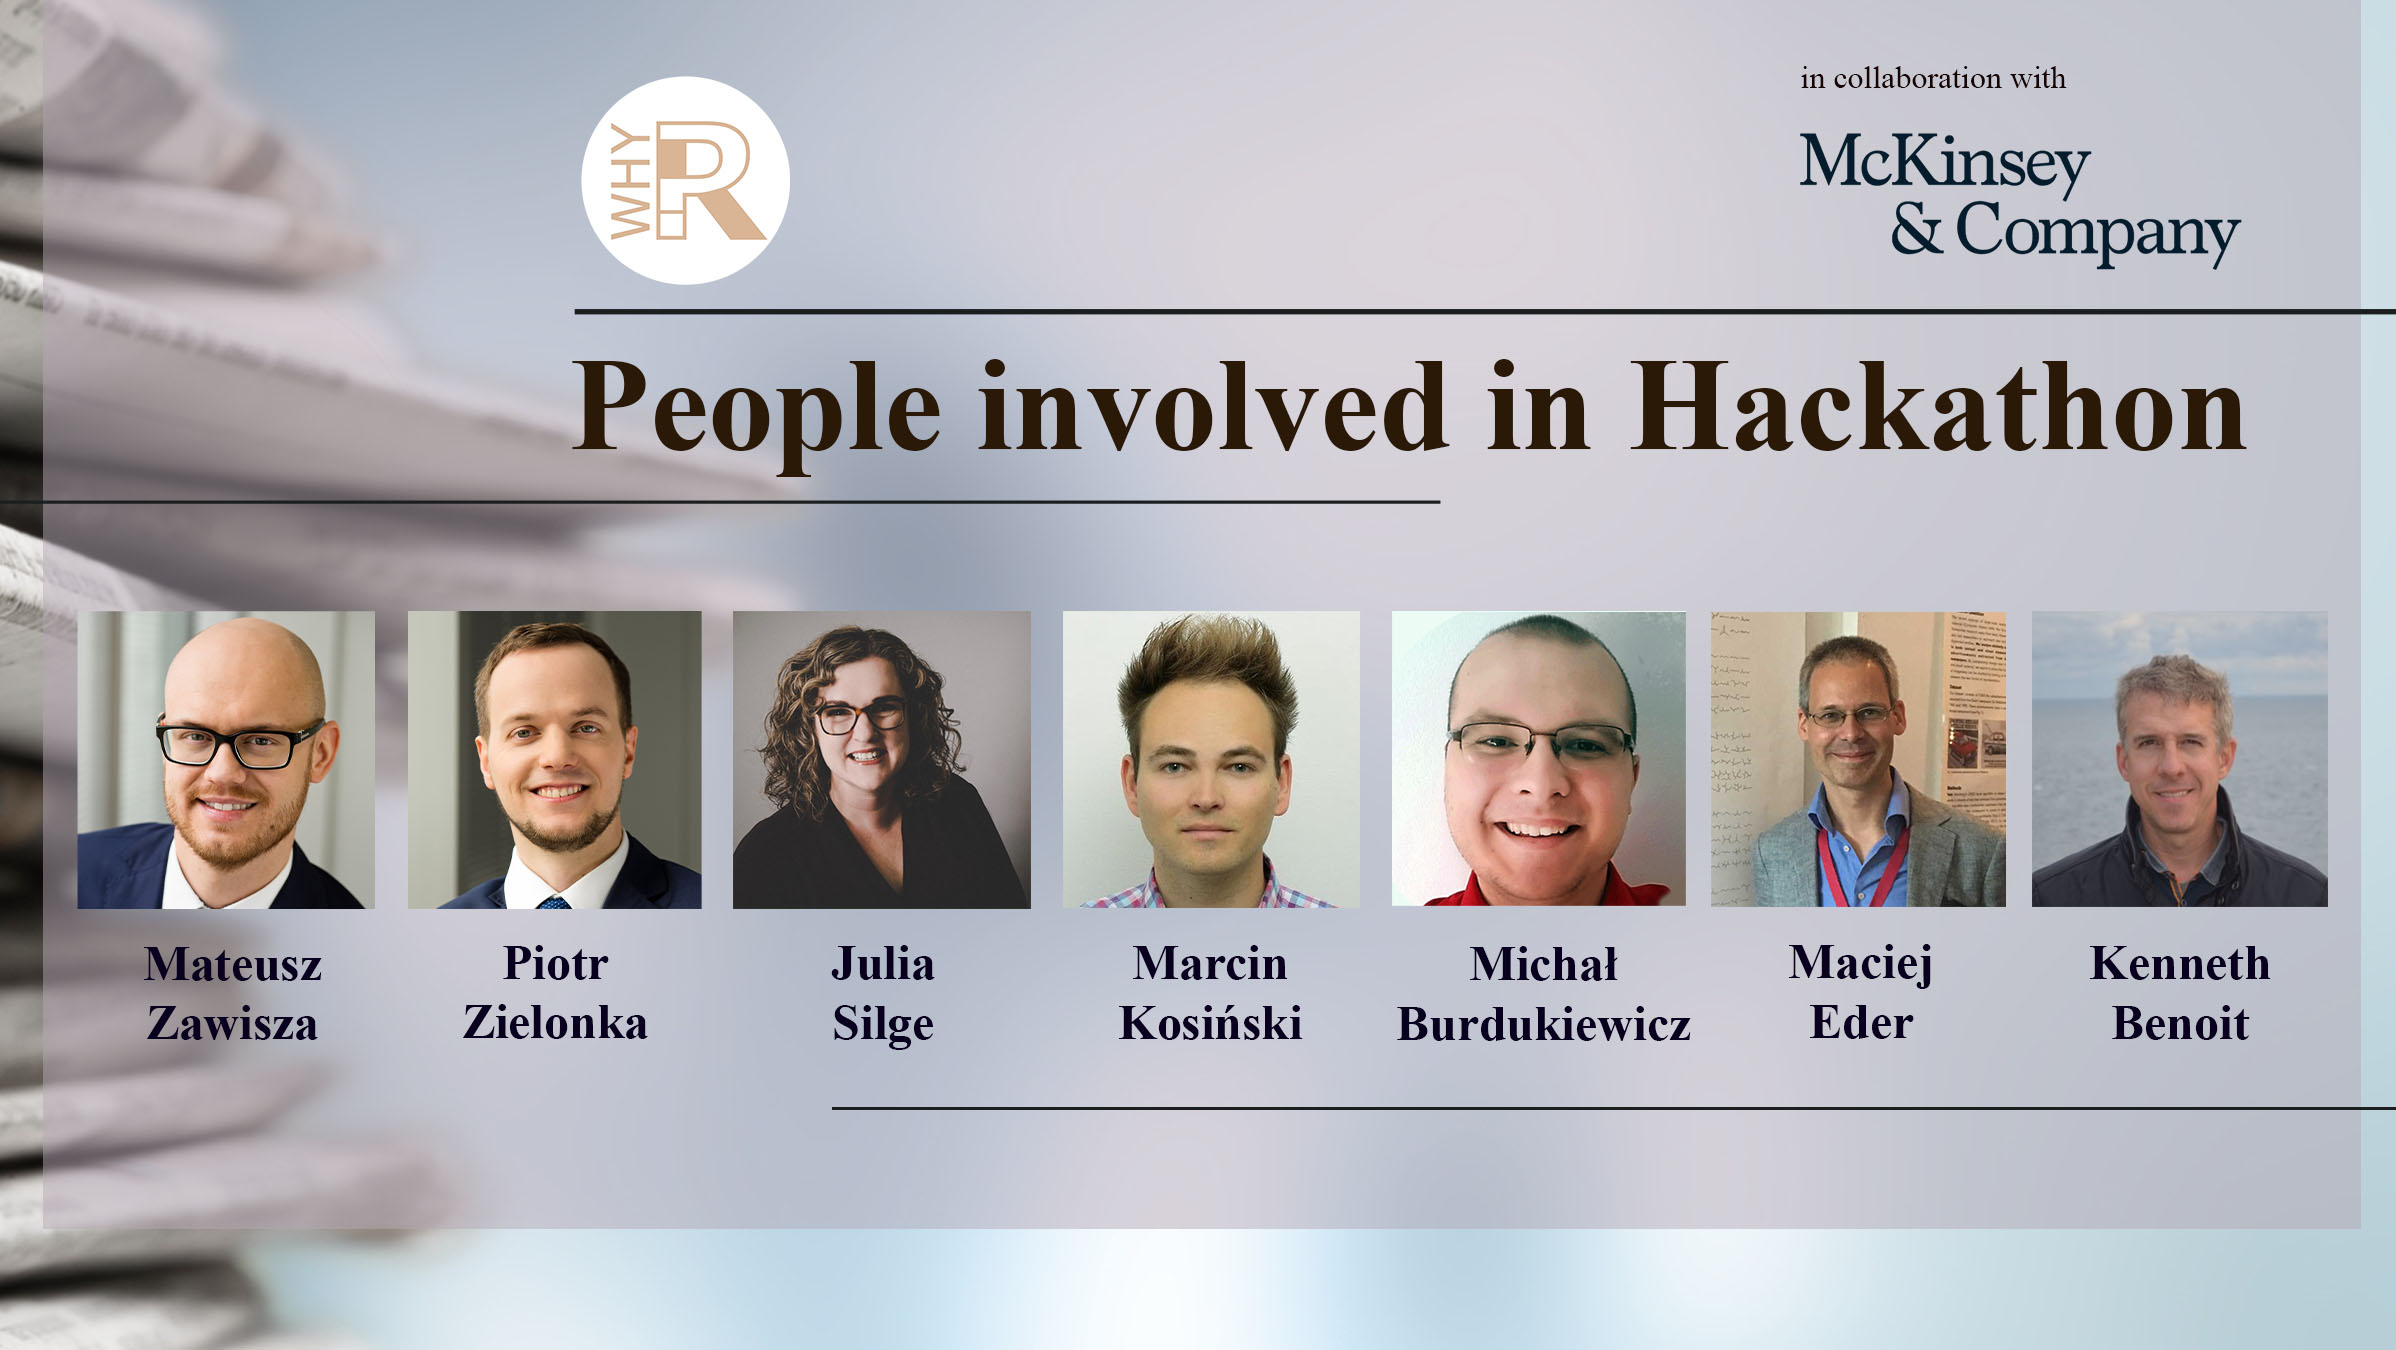 WHY R
in collaboration with
McKinsey
& Company
People involved in Hackathon
Mateusz
Zawisza
Piotr
Zielonka
Julia
Silge
Marcin
Kosiński
Michał
Burdukiewicz
Maciej
Eder
Kenneth
Benoit